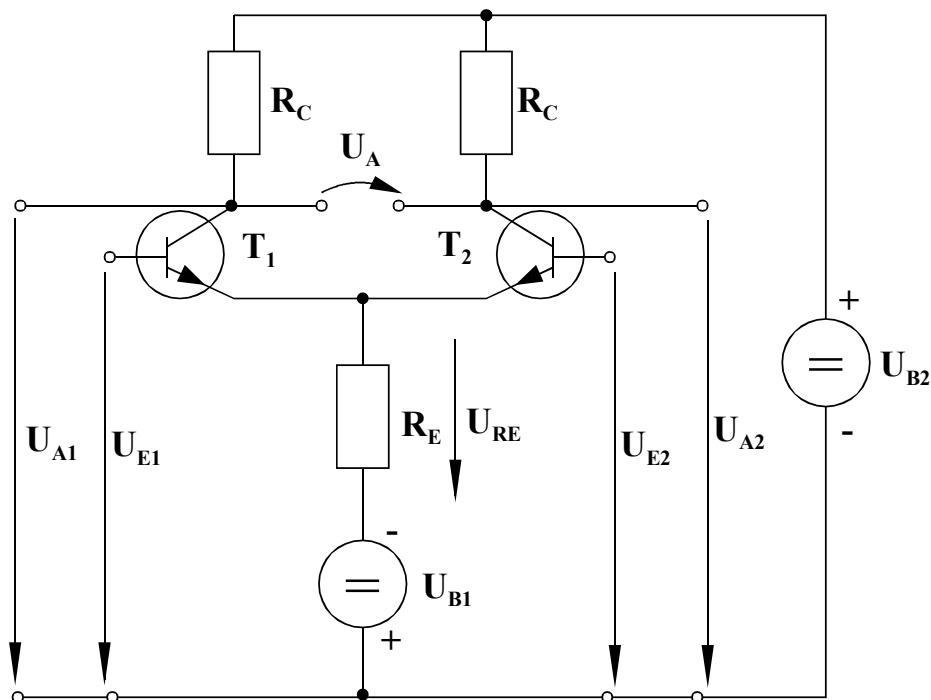 R_C
R_C
U_A
T_1
T_2
+
=
U_B2
-
U_A1
U_E1
R_E
U_RE
U_E2
U_A2
-
=
U_B1
+